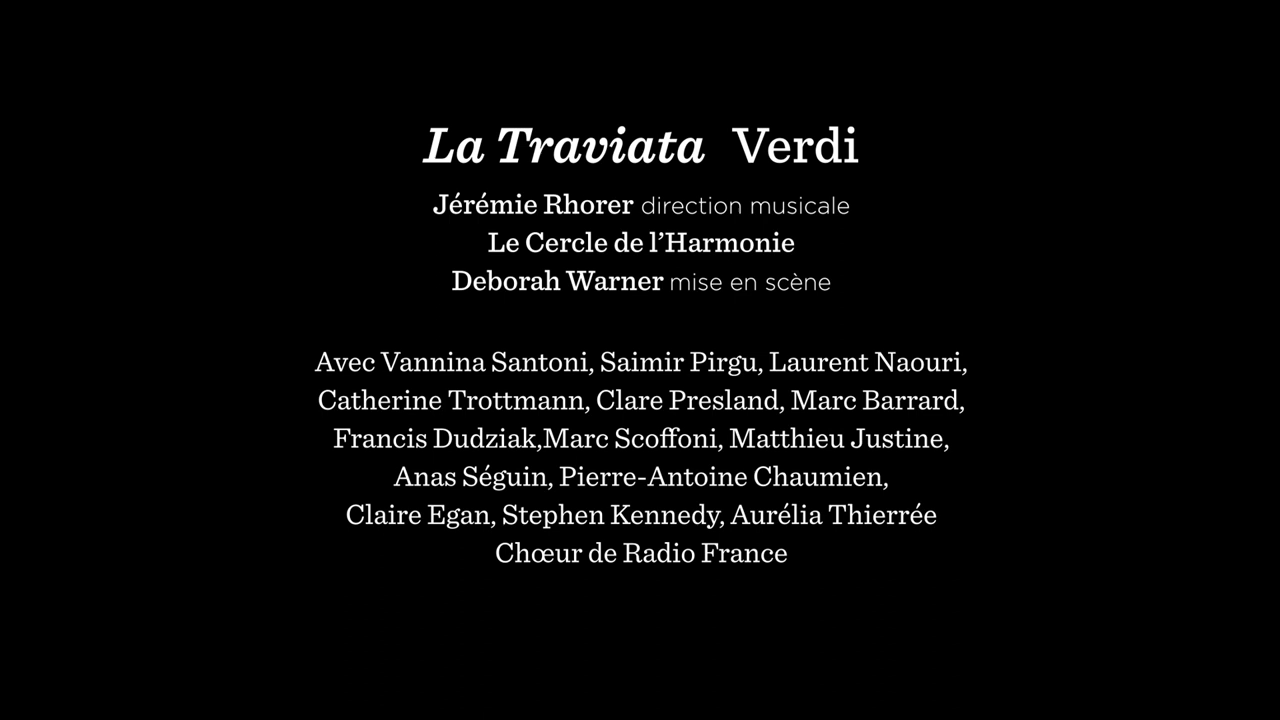 La Traviata Verdi
Jérémie Rhorer direction musicale
Le Cercle de l’Harmonie
Deborah Warner mise en scène
Avec Vannina Santoni, Saimir Pirgu, Laurent Naouri,
Catherine Trottmann, Clare Presland, Marc Barrard,
Francis Dudziak,Marc Scoffoni, Matthieu Justine,
Anas Séguin, Pierre-Antoine Chaumien,
Claire Egan, Stephen Kennedy, Aurélia Thierrée
Chœur de Radio France